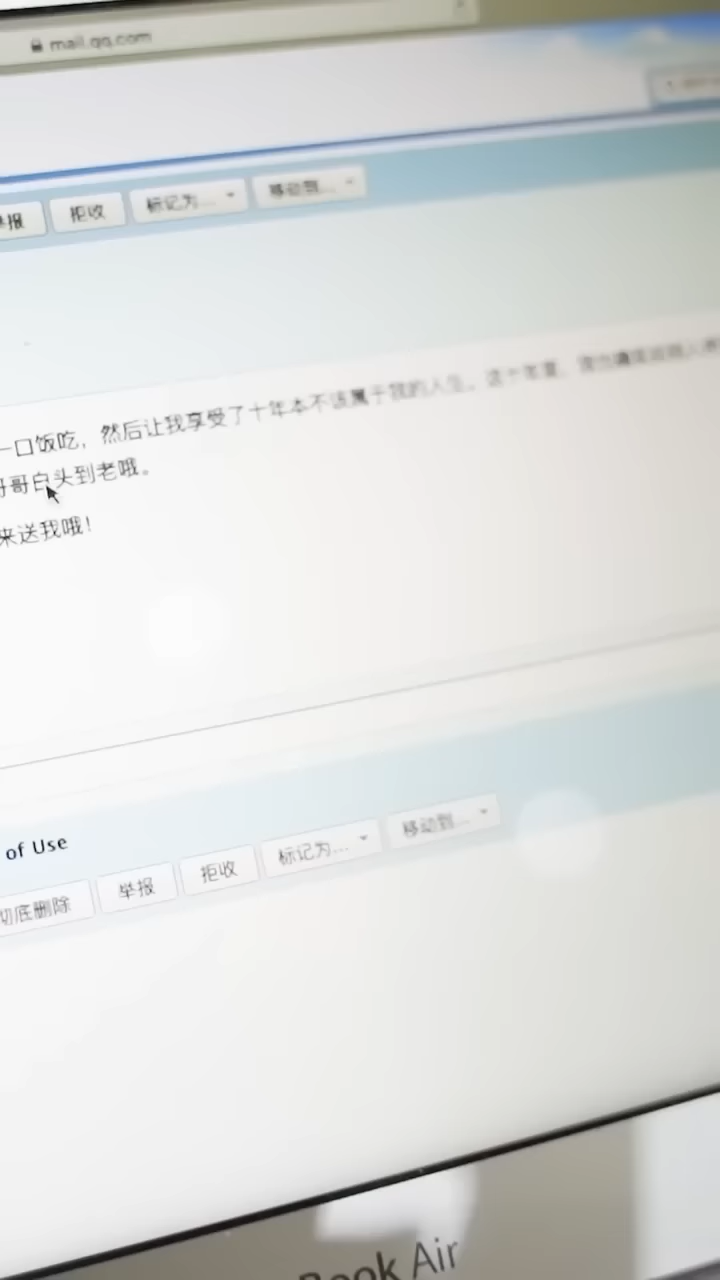 mail.qq.com
举报 拒收 标记为... 移动到...
一口饭吃，然后让我享受了十年本不该属于我的人生。这十年里，
哥哥白头到老哦。
来送我哦！
of Use
彻底删除 举报 拒收 标记为... 移动到...
Book Air